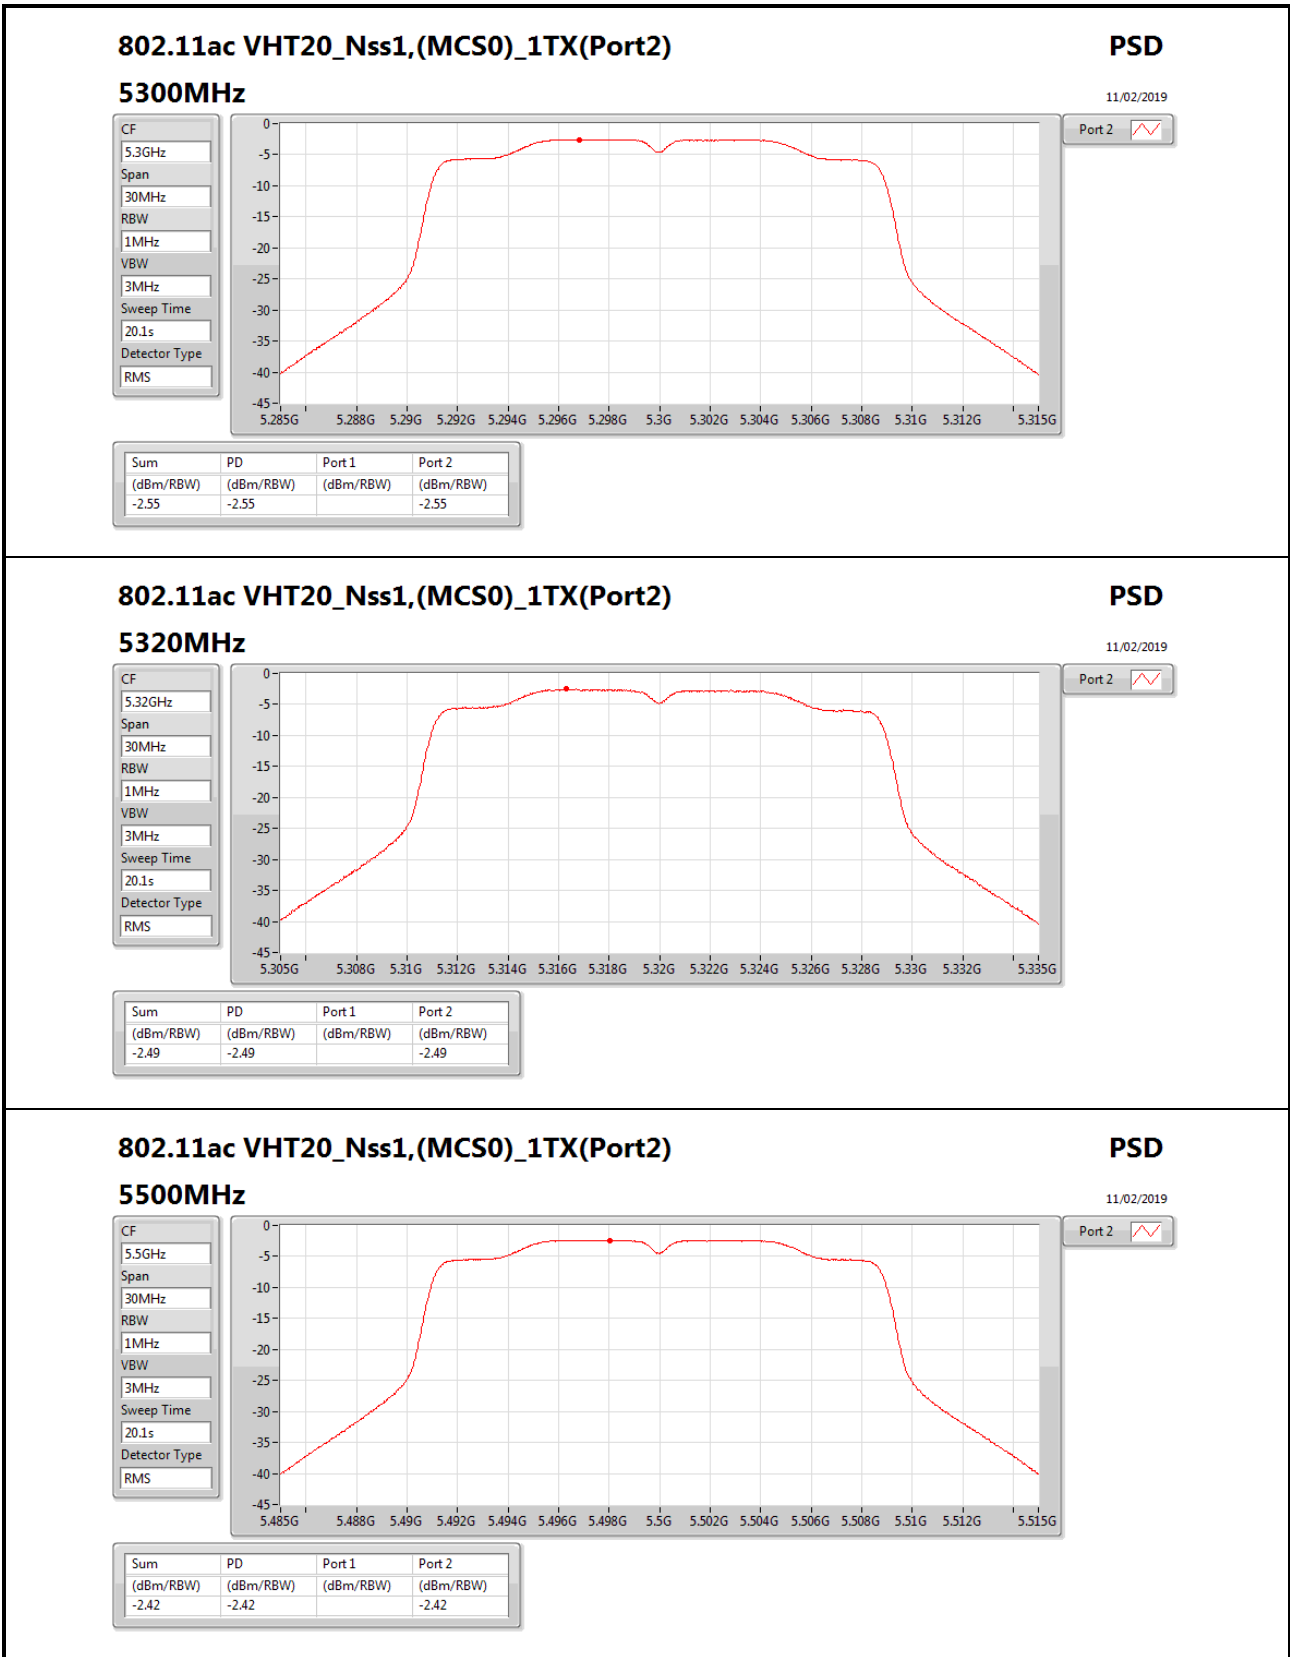 802.11ac VHT20_Nss1,(MCS0)_1TX(Port2) PSD
5300MHz 11/02/2019
CF
5.3GHz
Span
30MHz
RBW
1MHz
VBW
3MHz
Sweep Time
20.1s
Detector Type
RMS
0
-5
-10
-15
-20
-25
-30
-35
-40
-45
5.285G 5.288G 5.29G 5.292G 5.294G 5.296G 5.298G 5.3G 5.302G 5.304G 5.306G 5.308G 5.31G 5.312G 5.315G
Port 2
Sum PD Port 1 Port 2
(dBm/RBW) (dBm/RBW) (dBm/RBW) (dBm/RBW)
-2.55 -2.55 -2.55
802.11ac VHT20_Nss1,(MCS0)_1TX(Port2) PSD
5320MHz 11/02/2019
CF
5.32GHz
Span
30MHz
RBW
1MHz
VBW
3MHz
Sweep Time
20.1s
Detector Type
RMS
0
-5
-10
-15
-20
-25
-30
-35
-40
-45
5.305G 5.308G 5.31G 5.312G 5.314G 5.316G 5.318G 5.32G 5.322G 5.324G 5.326G 5.328G 5.33G 5.332G 5.335G
Port 2
Sum PD Port 1 Port 2
(dBm/RBW) (dBm/RBW) (dBm/RBW) (dBm/RBW)
-2.49 -2.49 -2.49
802.11ac VHT20_Nss1,(MCS0)_1TX(Port2) PSD
5500MHz 11/02/2019
CF
5.5GHz
Span
30MHz
RBW
1MHz
VBW
3MHz
Sweep Time
20.1s
Detector Type
RMS
0
-5
-10
-15
-20
-25
-30
-35
-40
-45
5.485G 5.488G 5.49G 5.492G 5.494G 5.496G 5.498G 5.5G 5.502G 5.504G 5.506G 5.508G 5.51G 5.512G 5.515G
Port 2
Sum PD Port 1 Port 2
(dBm/RBW) (dBm/RBW) (dBm/RBW) (dBm/RBW)
-2.42 -2.42 -2.42